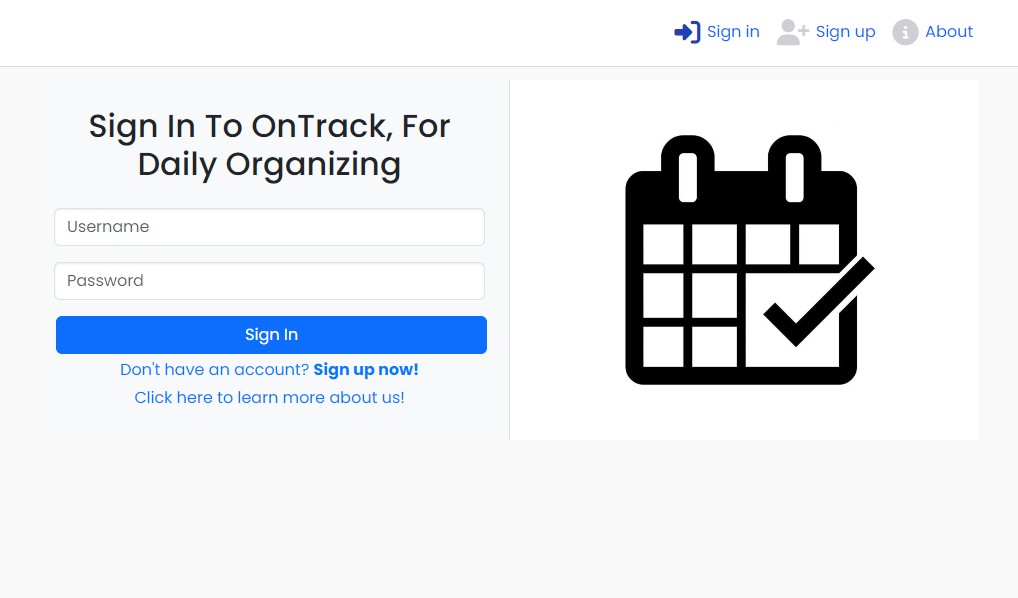 Sign in
Sign up
About
Sign In To OnTrack, For
Daily Organizing
Username
Password
Sign In
Don't have an account? Sign up now!
Click here to learn more about us!